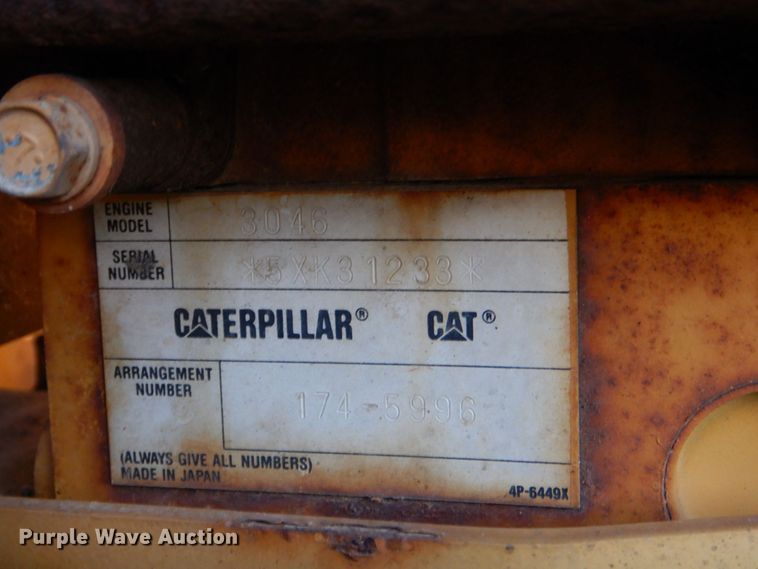 ENGINE MODEL 3046
SERIAL NUMBER *5XK31233*
CATERPILLAR® CAT®
ARRANGEMENT NUMBER 174-5996
(ALWAYS GIVE ALL NUMBERS)
MADE IN JAPAN 4P-6449X
Purple Wave Auction